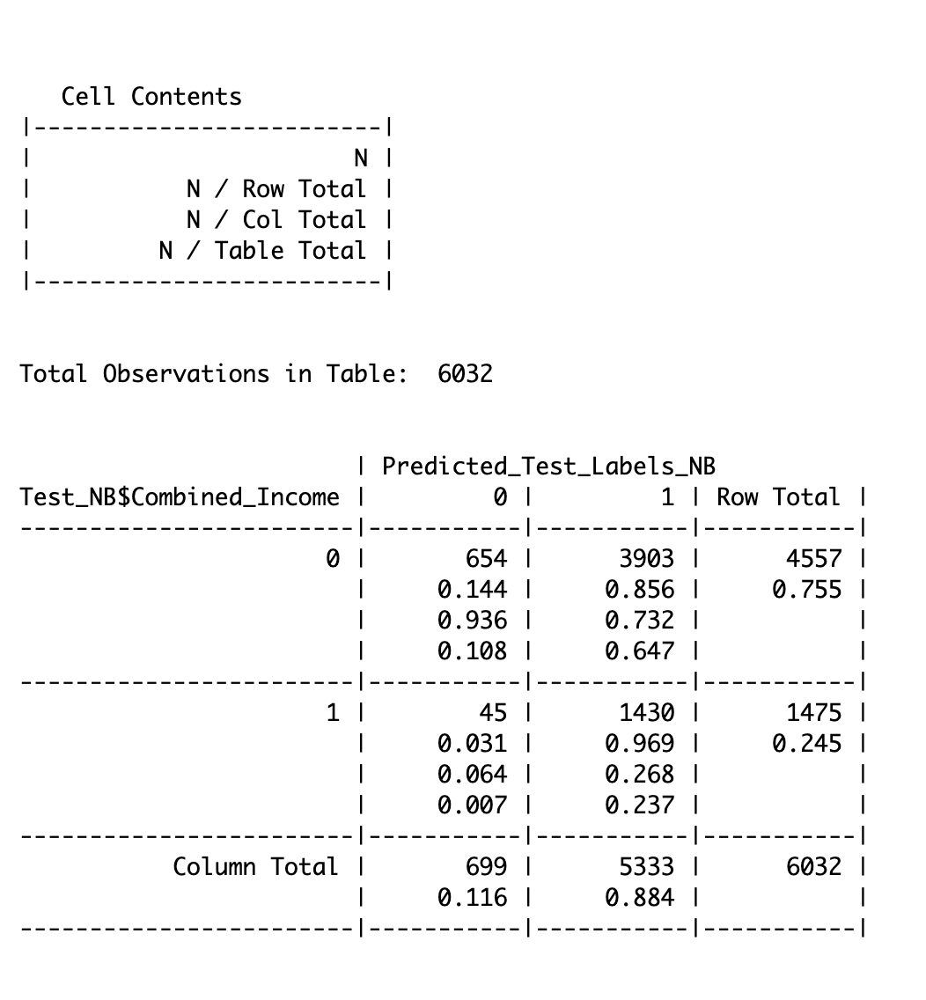 Cell Contents
|-------------------------|
|                       N |
|           N / Row Total |
|           N / Col Total |
|         N / Table Total |
|-------------------------|
Total Observations in Table:  6032
                        | Predicted_Test_Labels_NB
Test_NB$Combined_Income |         0 |         1 | Row Total |
------------------------|-----------|-----------|-----------|
                      0 |       654 |      3903 |      4557 |
                        |     0.144 |     0.856 |     0.755 |
                        |     0.936 |     0.732 |           |
                        |     0.108 |     0.647 |           |
------------------------|-----------|-----------|-----------|
                      1 |        45 |      1430 |      1475 |
                        |     0.031 |     0.969 |     0.245 |
                        |     0.064 |     0.268 |           |
                        |     0.007 |     0.237 |           |
------------------------|-----------|-----------|-----------|
           Column Total |       699 |      5333 |      6032 |
                        |     0.116 |     0.884 |           |
------------------------|-----------|-----------|-----------|